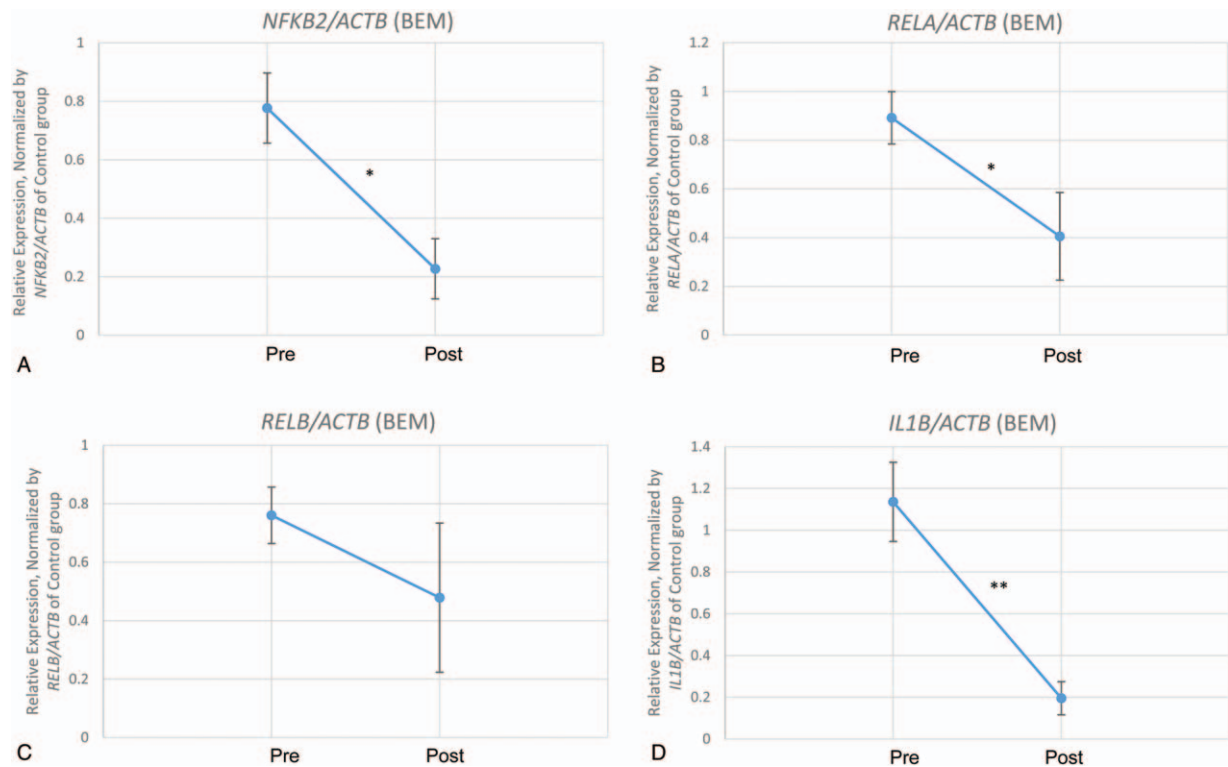 NFKB2/ACTB (BEM)
Relative Expression, Normalized by
NFKB2/ACTB of Control group
1
0.8
0.6
0.4
0.2
0
*
Pre
Post
A
RELA/ACTB (BEM)
Relative Expression, Normalized by
RELA/ACTB of Control group
1.2
1
0.8
0.6
0.4
0.2
0
*
Pre
Post
B
RELB/ACTB (BEM)
Relative Expression, Normalized by
RELB/ACTB of Control group
1
0.8
0.6
0.4
0.2
0
Pre
Post
C
IL1B/ACTB (BEM)
Relative Expression, Normalized by
IL1B/ACTB of Control group
1.4
1.2
1
0.8
0.6
0.4
0.2
0
**
Pre
Post
D